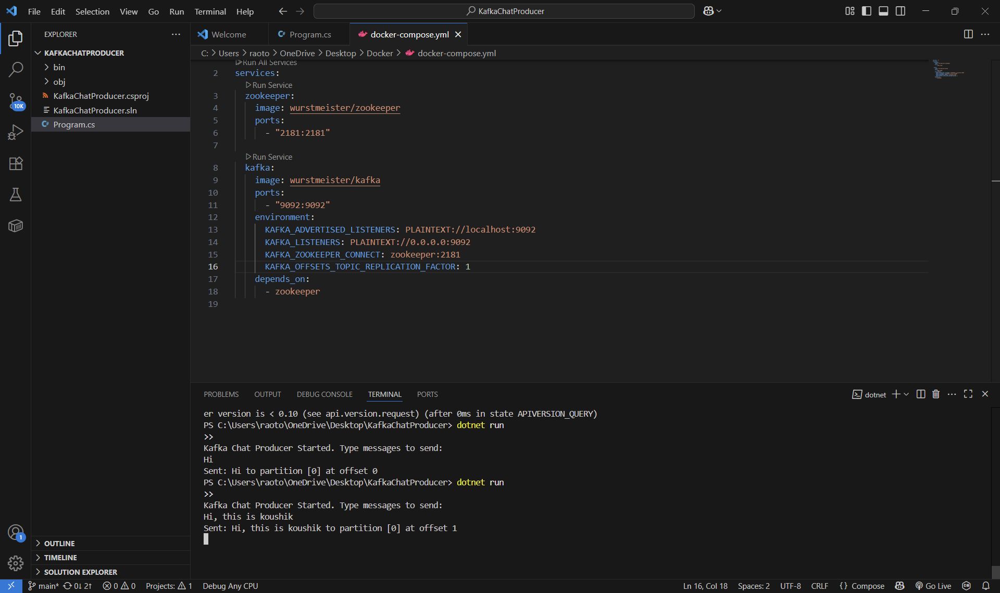 File Edit Selection View Go Run Terminal Help KafkaChatProducer
EXPLORER
KAFKACHATPRODUCER
bin
obj
KafkaChatProducer.csproj
KafkaChatProducer.sln
Program.cs
10K
1
OUTLINE
TIMELINE
SOLUTION EXPLORER
Welcome Program.cs docker-compose.yml
C: > Users > raoto > OneDrive > Desktop > Docker > docker-compose.yml
Run All Services
2 services:
Run Service
3 zookeeper:
4 image: wurstmeister/zookeeper
5 ports:
6 - "2181:2181"
7
Run Service
8 kafka:
9 image: wurstmeister/kafka
10 ports:
11 - "9092:9092"
12 environment:
13 KAFKA_ADVERTISED_LISTENERS: PLAINTEXT://localhost:9092
14 KAFKA_LISTENERS: PLAINTEXT://0.0.0.0:9092
15 KAFKA_ZOOKEEPER_CONNECT: zookeeper:2181
16 KAFKA_OFFSETS_TOPIC_REPLICATION_FACTOR: 1
17 depends_on:
18 - zookeeper
19
PROBLEMS OUTPUT DEBUG CONSOLE TERMINAL PORTS dotnet
er version is < 0.10 (see api.version.request) (after 0ms in state APIVERSION_QUERY)
PS C:\Users\raoto\OneDrive\Desktop\KafkaChatProducer> dotnet run
>>
Kafka Chat Producer Started. Type messages to send:
Hi
Sent: Hi to partition [0] at offset 0
PS C:\Users\raoto\OneDrive\Desktop\KafkaChatProducer> dotnet run
>>
Kafka Chat Producer Started. Type messages to send:
Hi, this is koushik
Sent: Hi, this is koushik to partition [0] at offset 1
main* 0↓ 2↑ 0 0 Projects: 1 Debug Any CPU Ln 16, Col 18 Spaces: 2 UTF-8 CRLF {} Compose Go Live